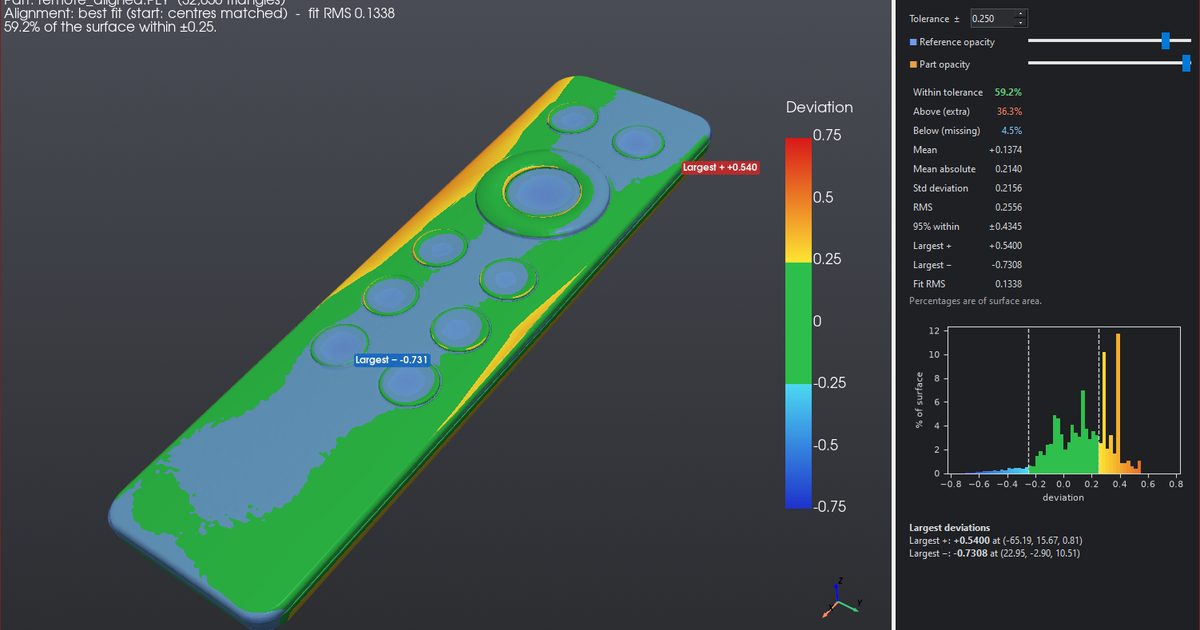 Part: remote_aligned.PLY (52,000 triangles)
Alignment: best fit (start: centres matched) - fit RMS 0.1338
59.2% of the surface within ±0.25.
Deviation
0.75
0.5
0.25
0
-0.25
-0.5
-0.75
Largest + +0.540
Largest − -0.731
Z
Y
Tolerance ± 0.250
Reference opacity
Part opacity
Within tolerance 59.2%
Above (extra) 36.3%
Below (missing) 4.5%
Mean +0.1374
Mean absolute 0.2140
Std deviation 0.2156
RMS 0.2556
95% within ±0.4345
Largest + +0.5400
Largest − -0.7308
Fit RMS 0.1338
Percentages are of surface area.
% of surface
12
10
8
6
4
2
0
−0.8 −0.6 −0.4 −0.2 0.0 0.2 0.4 0.6 0.8
deviation
Largest deviations
Largest +: +0.5400 at (-65.19, 15.67, 0.81)
Largest −: -0.7308 at (22.95, -2.90, 10.51)